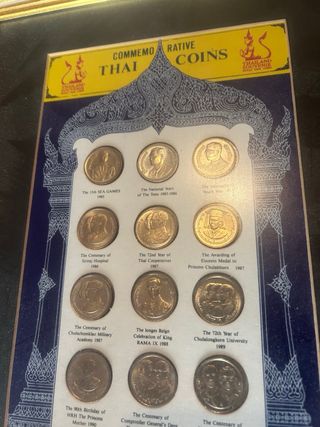 COMMEMORATIVE
THAI COINS
THAILAND
The 13th SEA GAMES
1985
The National Years
of The Trees 1985-1988
The Centenary of
Siriraj Hospital
1988
The 72nd Year of
Thai Cooperatives
1987
The Awarding of
Einstein Medal to
Princess Chulabhorn 1987
The Centenary of
Chulachomklao Military
Academy 1987
The longest Reign
Celebration of King
RAMA IX 1988
The 72th Year of
Chulalongkorn University
1989
The 90th Birthday of
HRH The Princess
Mother 1990
The Centenary of
Comptroller General's Dept
The Centenary of